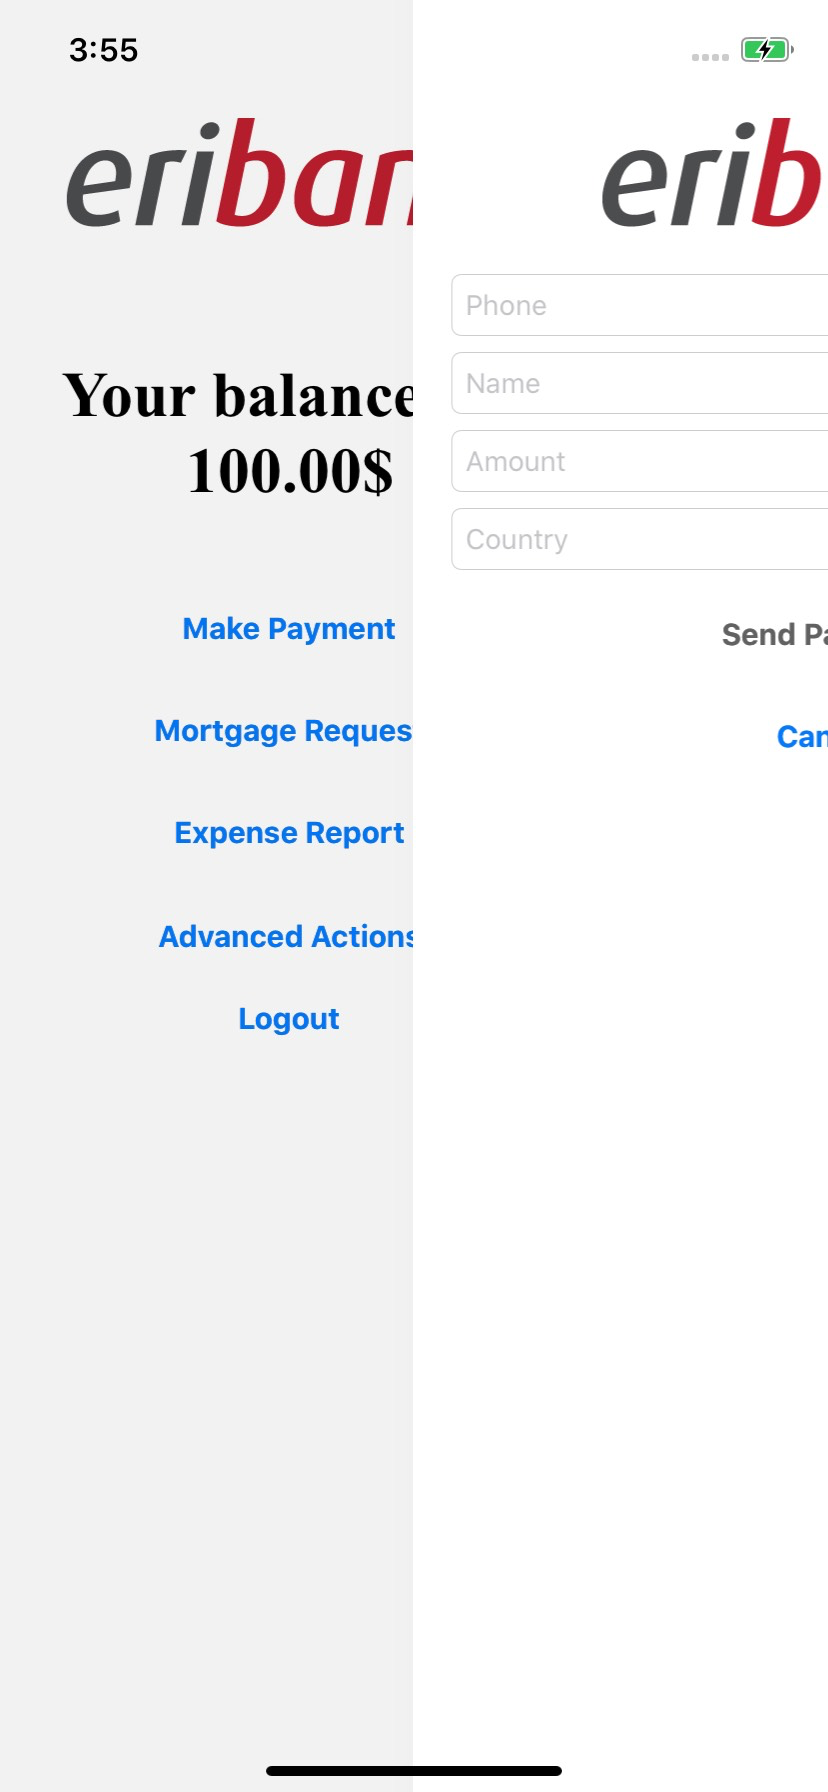 3:55
eriban
Your balance
100.00$
Make Payment
Mortgage Reques
Expense Report
Advanced Actions
Logout
erib
Phone
Name
Amount
Country
Send Pa
Can